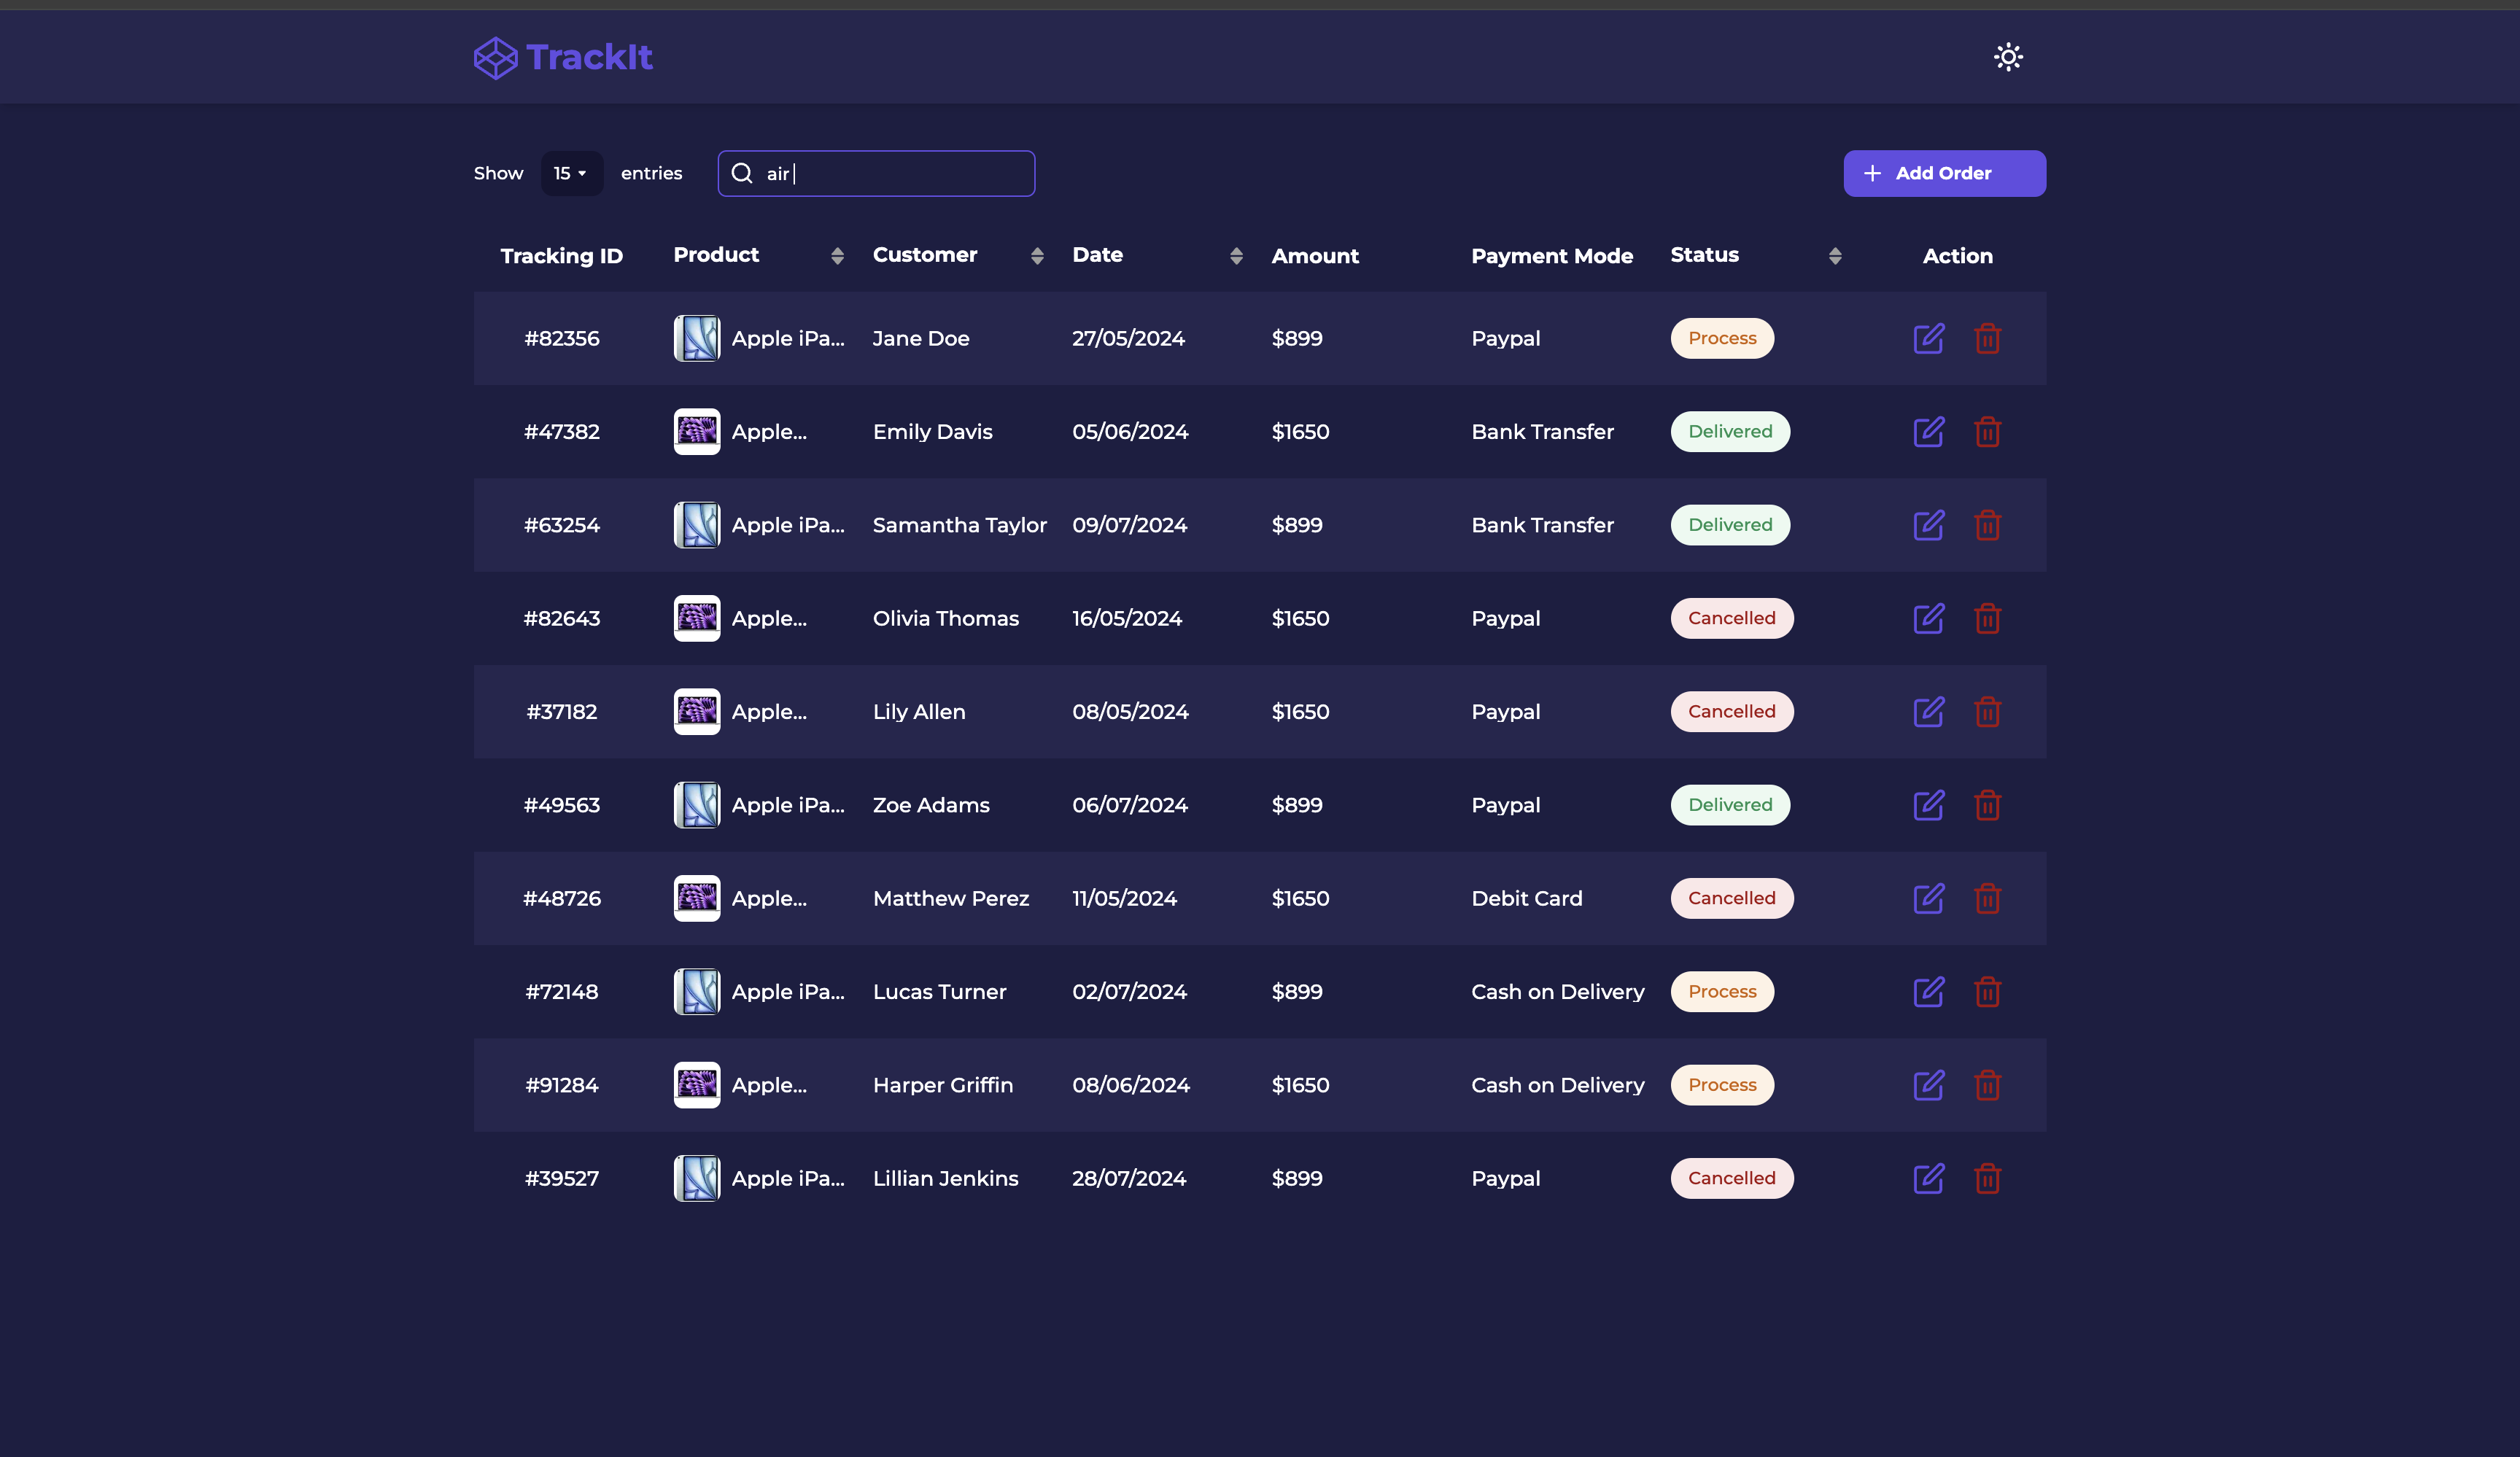 TrackIt
Show 15 entries air Add Order
Tracking ID Product Customer Date Amount Payment Mode Status Action
#82356 Apple iPa... Jane Doe 27/05/2024 $899 Paypal Process
#47382 Apple... Emily Davis 05/06/2024 $1650 Bank Transfer Delivered
#63254 Apple iPa... Samantha Taylor 09/07/2024 $899 Bank Transfer Delivered
#82643 Apple... Olivia Thomas 16/05/2024 $1650 Paypal Cancelled
#37182 Apple... Lily Allen 08/05/2024 $1650 Paypal Cancelled
#49563 Apple iPa... Zoe Adams 06/07/2024 $899 Paypal Delivered
#48726 Apple... Matthew Perez 11/05/2024 $1650 Debit Card Cancelled
#72148 Apple iPa... Lucas Turner 02/07/2024 $899 Cash on Delivery Process
#91284 Apple... Harper Griffin 08/06/2024 $1650 Cash on Delivery Process
#39527 Apple iPa... Lillian Jenkins 28/07/2024 $899 Paypal Cancelled